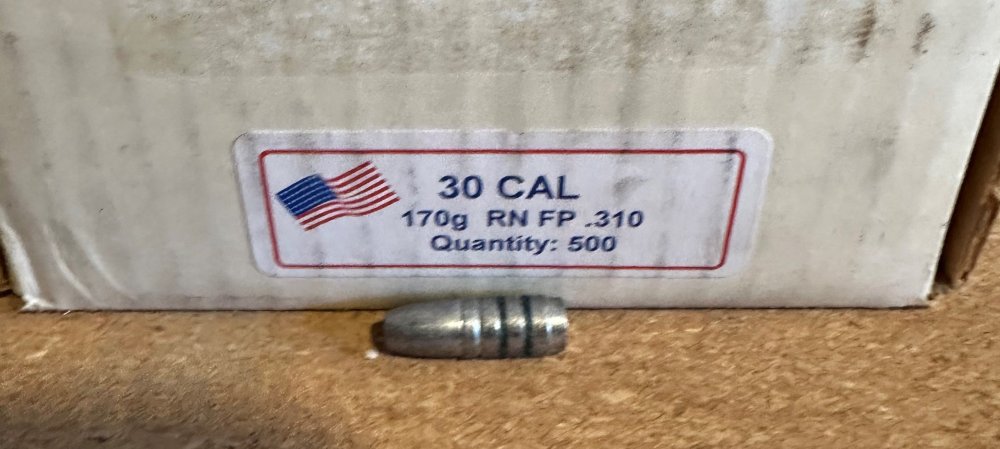 30 CAL
170g RN FP .310
Quantity: 500